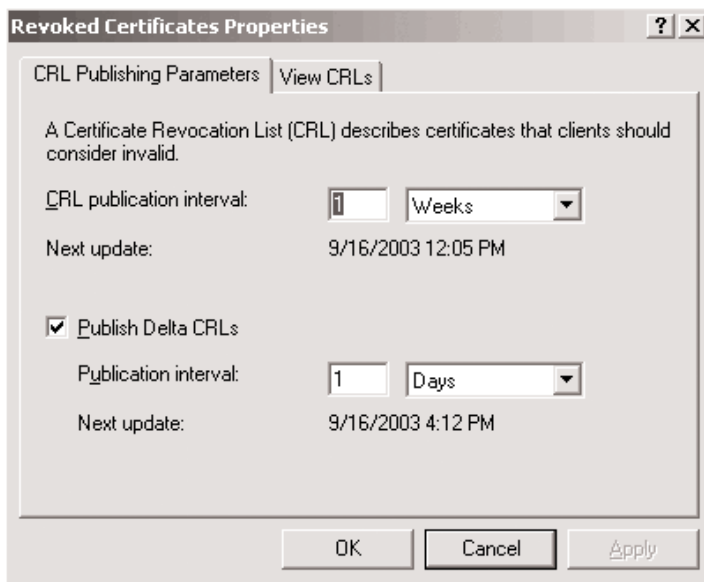 Revoked Certificates Properties
CRL Publishing Parameters
View CRLs
A Certificate Revocation List (CRL) describes certificates that clients should
consider invalid.
CRL publication interval:
1
Weeks
Next update:
9/16/2003 12:05 PM
Publish Delta CRLs
Publication interval:
1
Days
Next update:
9/16/2003 4:12 PM
OK
Cancel
Apply